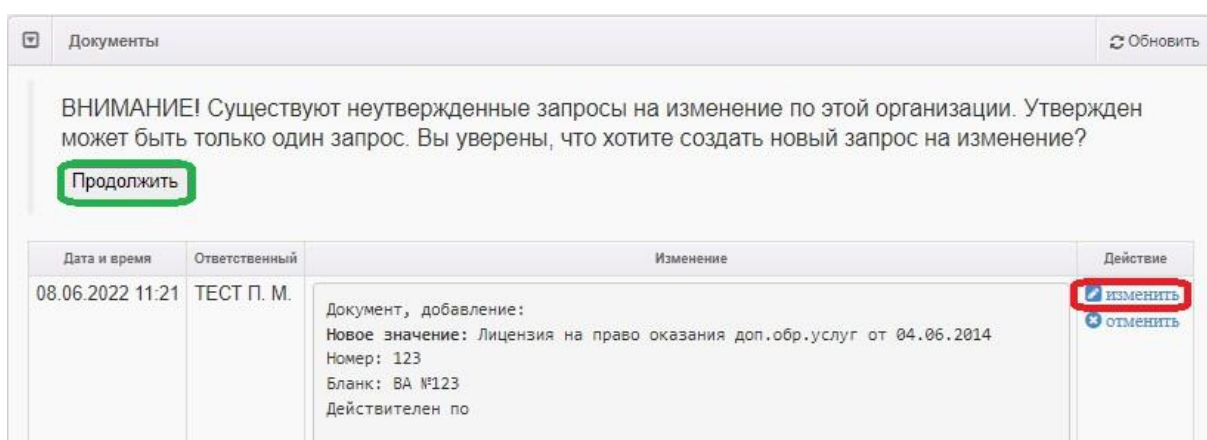 Документы
Обновить
ВНИМАНИЕ! Существуют неутвержденные запросы на изменение по этой организации. Утвержден
может быть только один запрос. Вы уверены, что хотите создать новый запрос на изменение?
Продолжить
Дата и время Ответственный Изменение Действие
08.06.2022 11:21 ТЕСТ П. М. изменить
отменить
Документ, добавление:
Новое значение: Лицензия на право оказания доп.обр.услуг от 04.06.2014
Номер: 123
Бланк: ВА №123
Действителен по